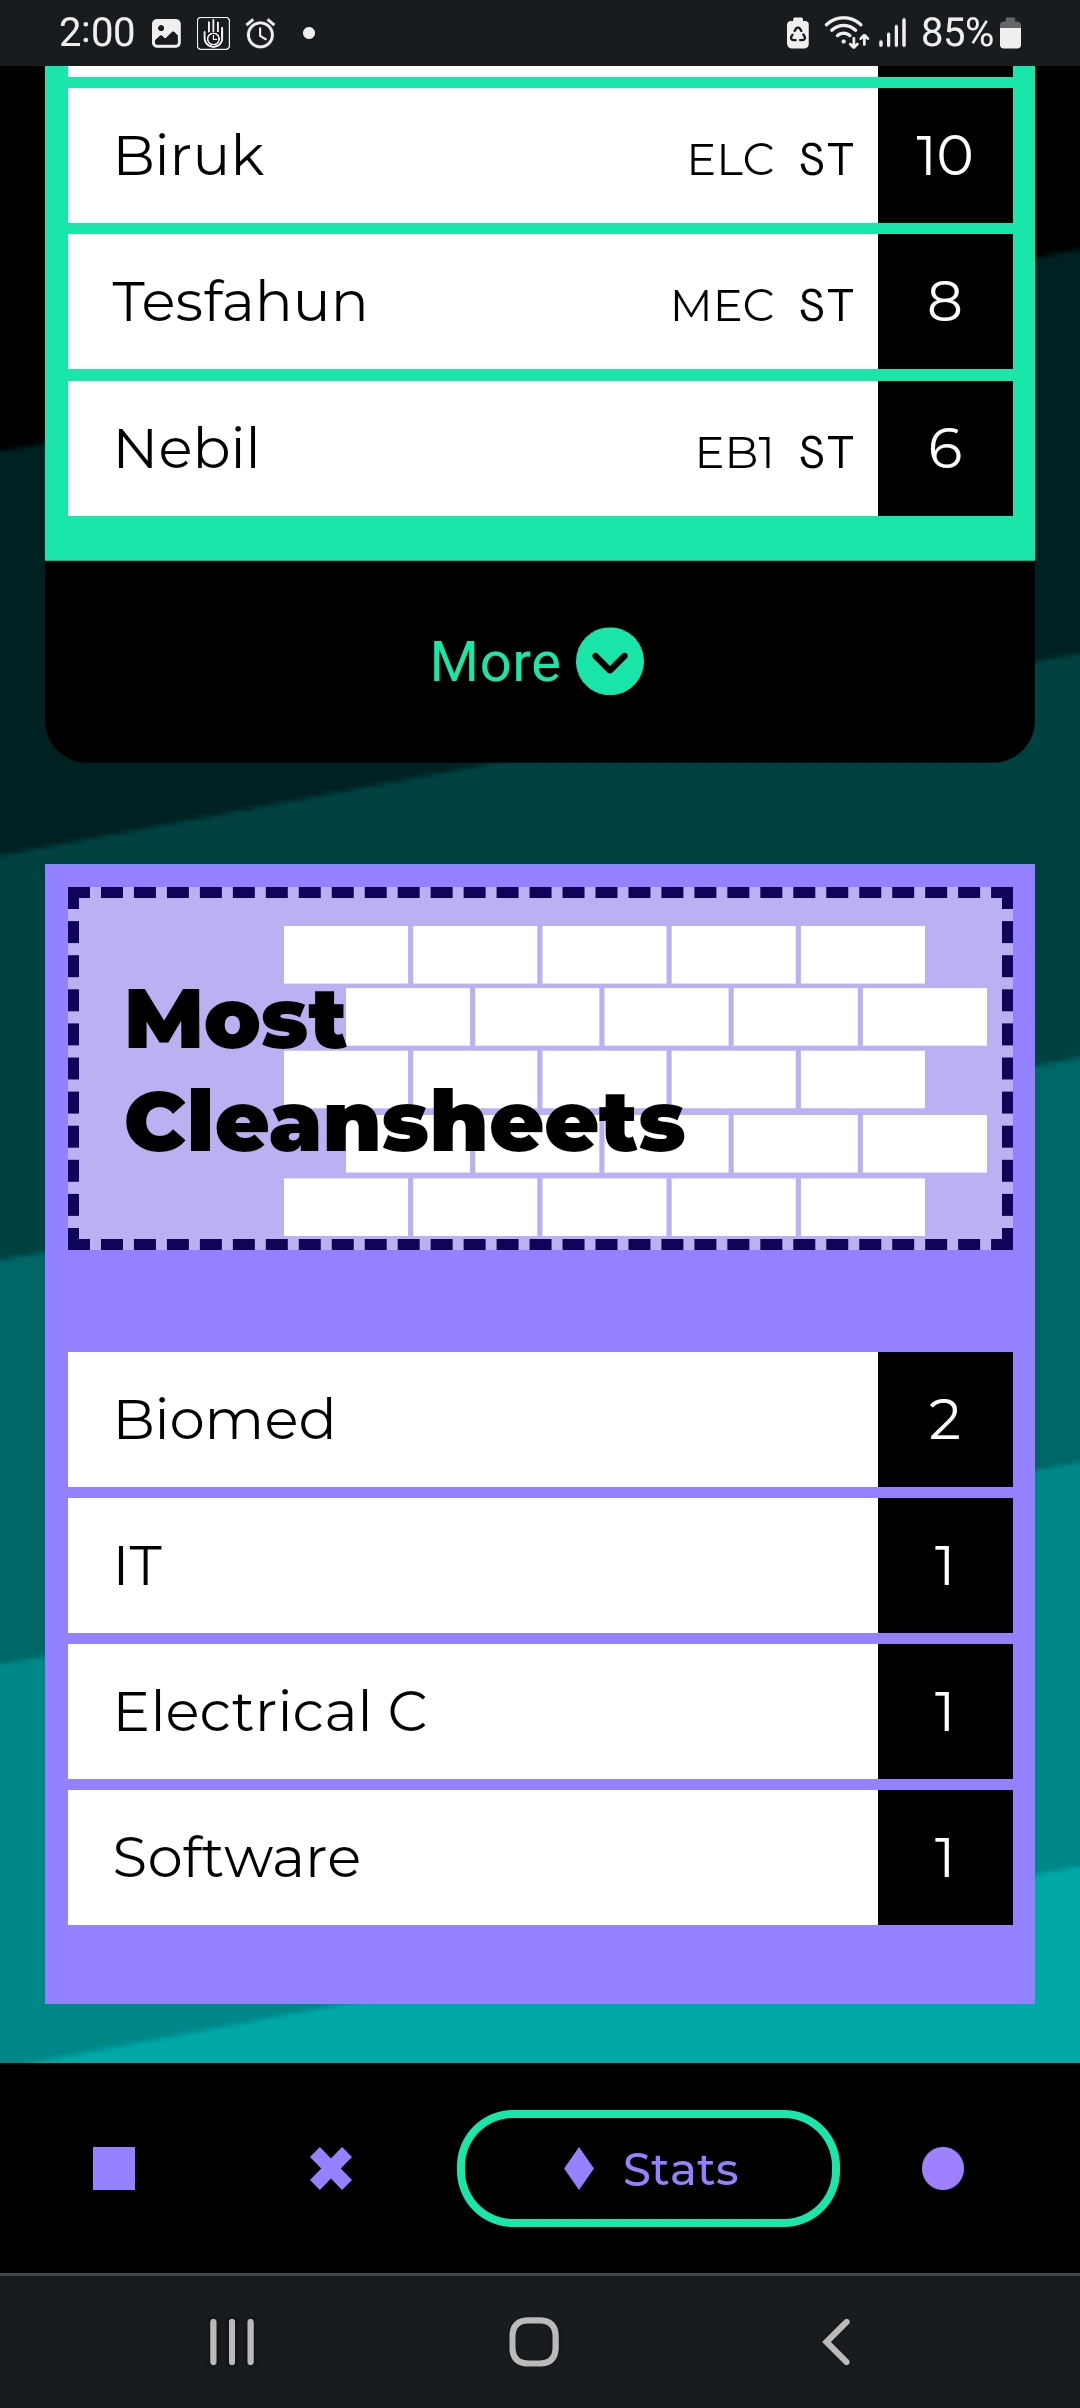 2:00 85%
Biruk ELC ST 10
Tesfahun MEC ST 8
Nebil EB1 ST 6
More
Most
Cleansheets
Biomed 2
IT 1
Electrical C 1
Software 1
Stats